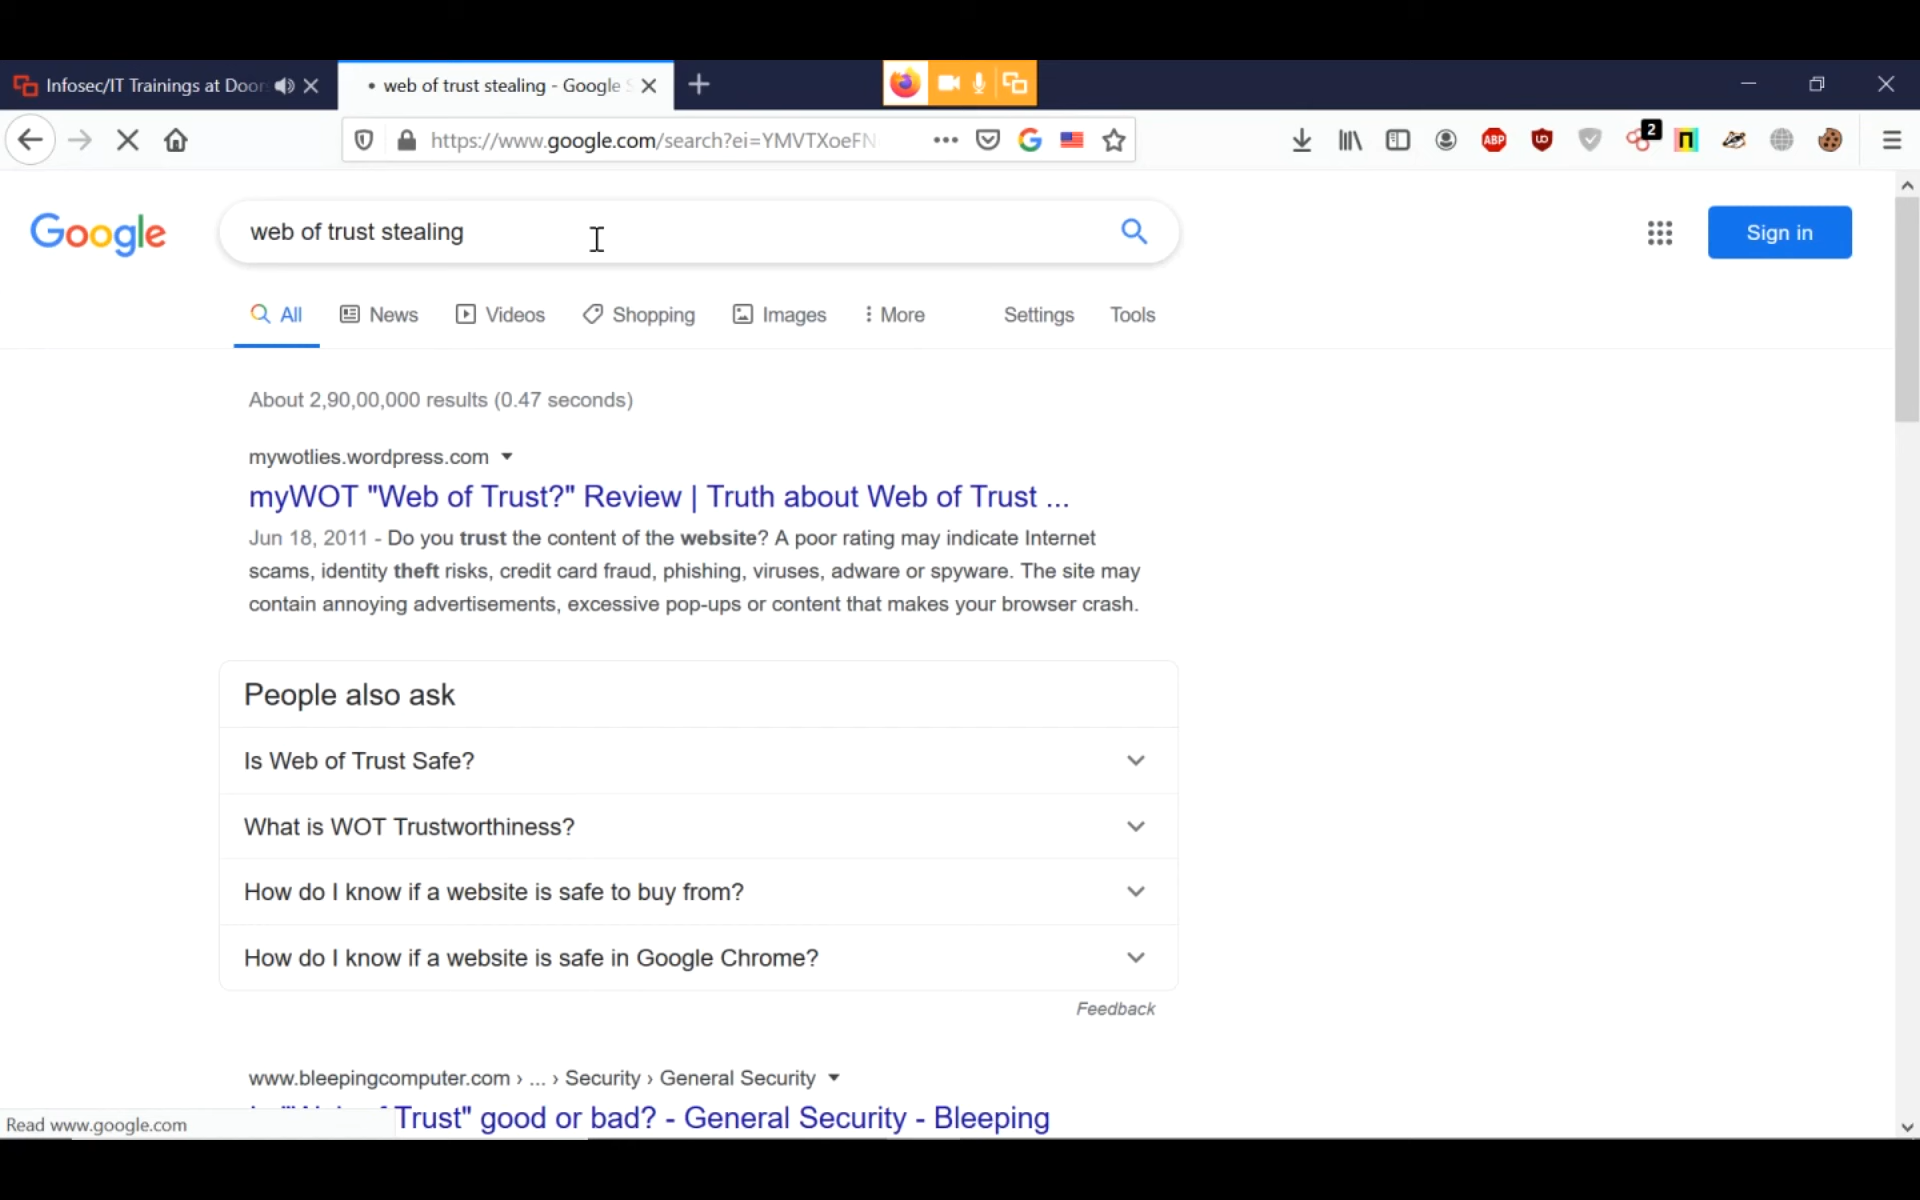 Infosec/IT Trainings at Door
• web of trust stealing - Google S
https://www.google.com/search?ei=YMVTXoeFN
ABP
2
Google
web of trust stealing
Sign in
All
News
Videos
Shopping
Images
More
Settings
Tools
About 2,90,00,000 results (0.47 seconds)
mywotlies.wordpress.com
myWOT "Web of Trust?" Review | Truth about Web of Trust ...
Jun 18, 2011 - Do you trust the content of the website? A poor rating may indicate Internet
scams, identity theft risks, credit card fraud, phishing, viruses, adware or spyware. The site may
contain annoying advertisements, excessive pop-ups or content that makes your browser crash.
People also ask
Is Web of Trust Safe?
What is WOT Trustworthiness?
How do I know if a website is safe to buy from?
How do I know if a website is safe in Google Chrome?
Feedback
www.bleepingcomputer.com › ... › Security › General Security
Trust" good or bad? - General Security - Bleeping
Read www.google.com